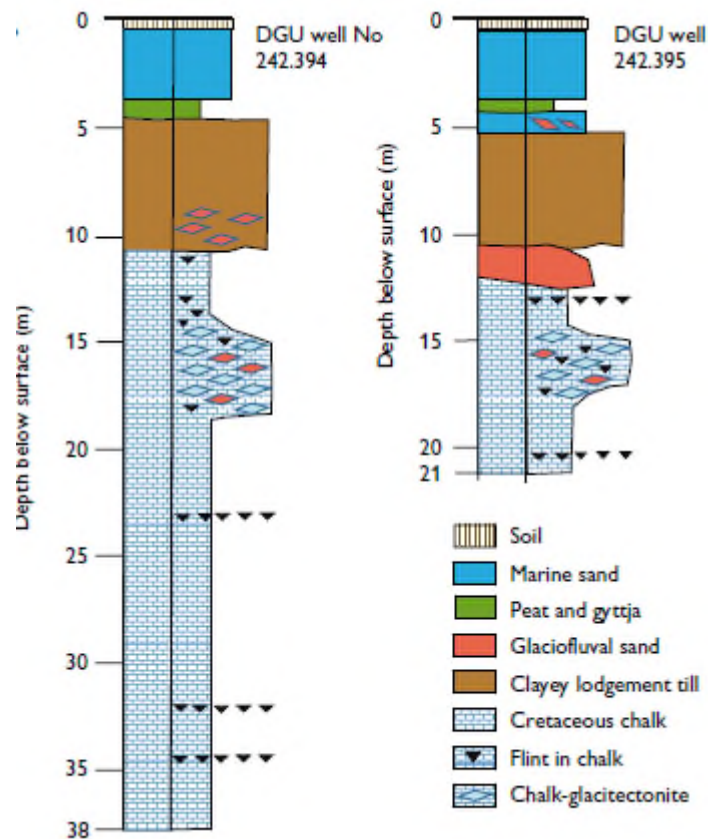 DGU well No
242.394
Depth below surface (m)
0
5
10
15
20
25
30
35
38
DGU well
242.395
Depth below surface (m)
0
5
10
15
20
21
Soil
Marine sand
Peat and gyttja
Glaciofluval sand
Clayey lodgement till
Cretaceous chalk
Flint in chalk
Chalk-glacitectonite